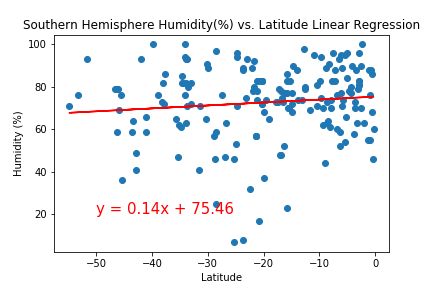 Southern Hemisphere Humidity(%) vs. Latitude Linear Regression
100
80
60
40
20
Humidity (%)
y = 0.14x + 75.46
−50 −40 −30 −20 −10 0
Latitude